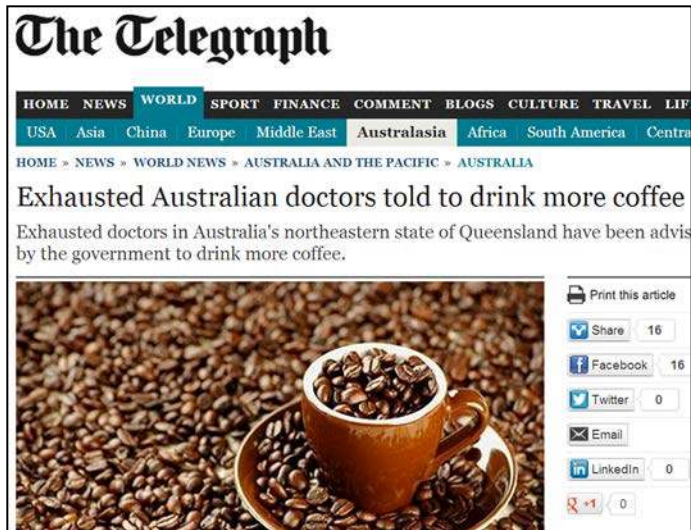 The Telegraph
HOME NEWS WORLD SPORT FINANCE COMMENT BLOGS CULTURE TRAVEL LIF
USA Asia China Europe Middle East Australasia Africa South America Centra
HOME » NEWS » WORLD NEWS » AUSTRALIA AND THE PACIFIC » AUSTRALIA
Exhausted Australian doctors told to drink more coffee
Exhausted doctors in Australia's northeastern state of Queensland have been advis
by the government to drink more coffee.
Print this article
Share 16
Facebook 16
Twitter 0
Email
LinkedIn 0
+1 0